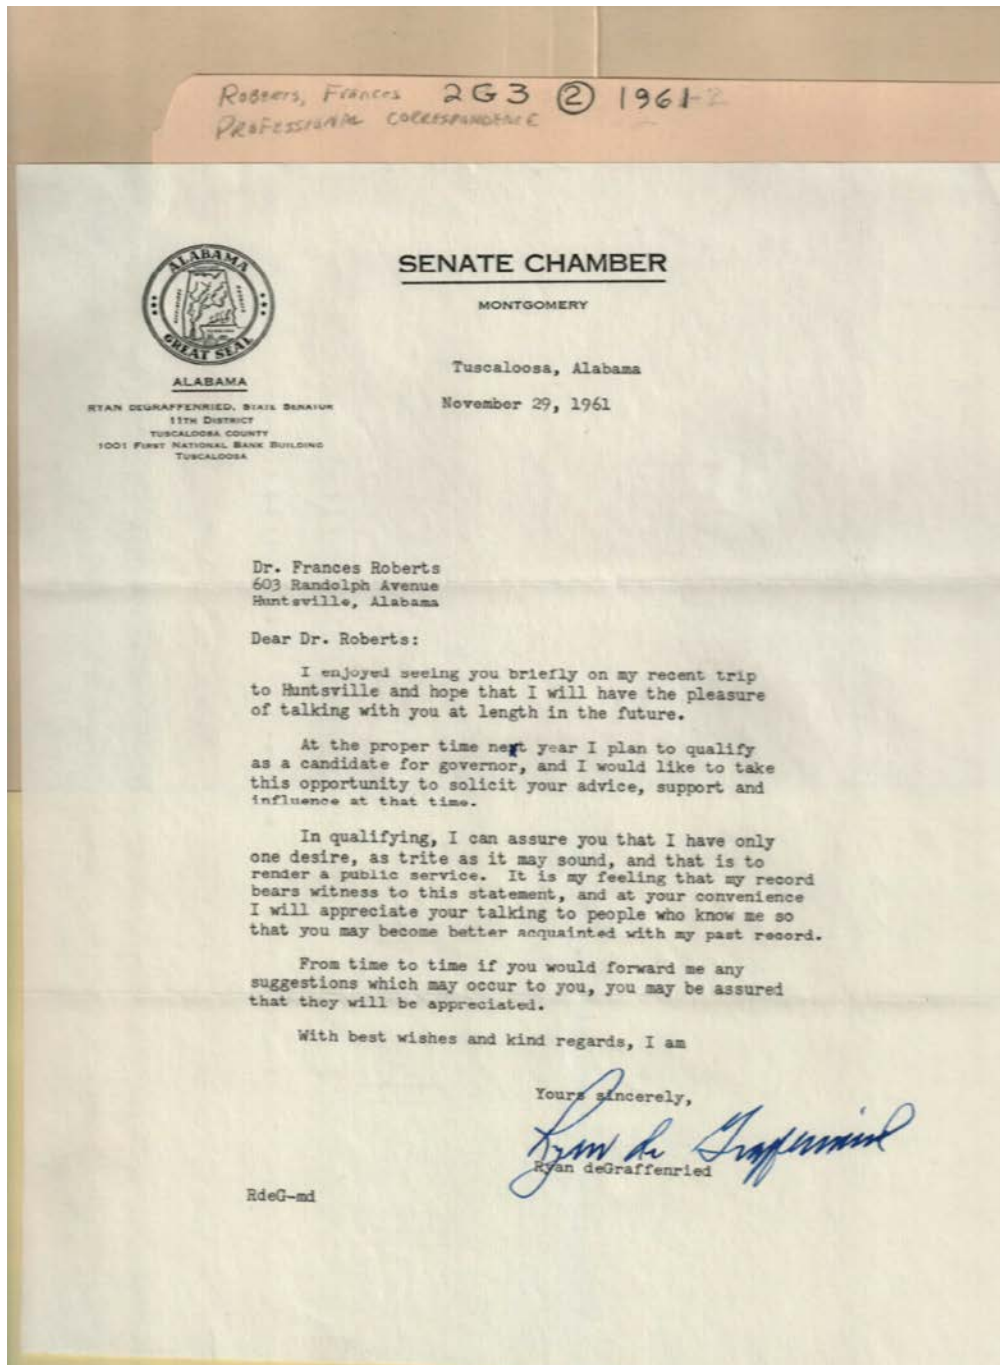 Roberts, Frances 2G3 ② 1961-2
PROFESSIONAL CORRESPONDENCE
ALABAMA
GREAT SEAL
SENATE CHAMBER
MONTGOMERY
ALABAMA
RYAN DEGRAFFENRIED, STATE SENATOR
11TH DISTRICT
TUSCALOOSA COUNTY
1001 FIRST NATIONAL BANK BUILDING
TUSCALOOSA
Tuscaloosa, Alabama
November 29, 1961
Dr. Frances Roberts
603 Randolph Avenue
Huntsville, Alabama
Dear Dr. Roberts:
I enjoyed seeing you briefly on my recent trip
to Huntsville and hope that I will have the pleasure
of talking with you at length in the future.
At the proper time next year I plan to qualify
as a candidate for governor, and I would like to take
this opportunity to solicit your advice, support and
influence at that time.
In qualifying, I can assure you that I have only
one desire, as trite as it may sound, and that is to
render a public service. It is my feeling that my record
bears witness to this statement, and at your convenience
I will appreciate your talking to people who know me so
that you may become better acquainted with my past record.
From time to time if you would forward me any
suggestions which may occur to you, you may be assured
that they will be appreciated.
With best wishes and kind regards, I am
Yours sincerely,
Ryan de Graffenried
Ryan deGraffenried
RdeG-md